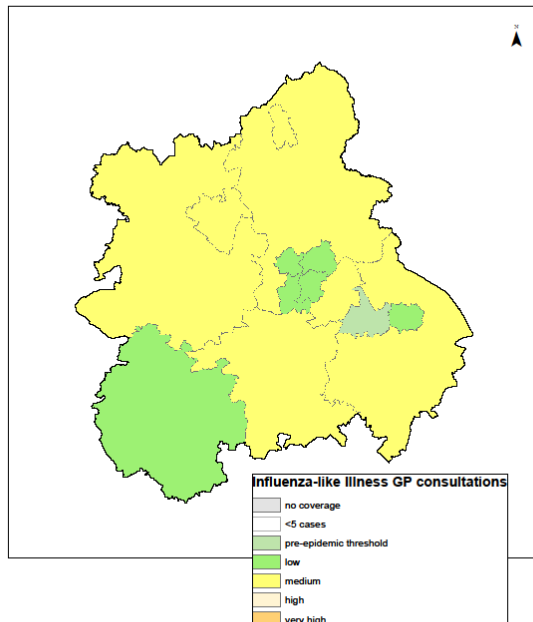 N
Influenza-like Illness GP consultations
no coverage
<5 cases
pre-epidemic threshold
low
medium
high
very high